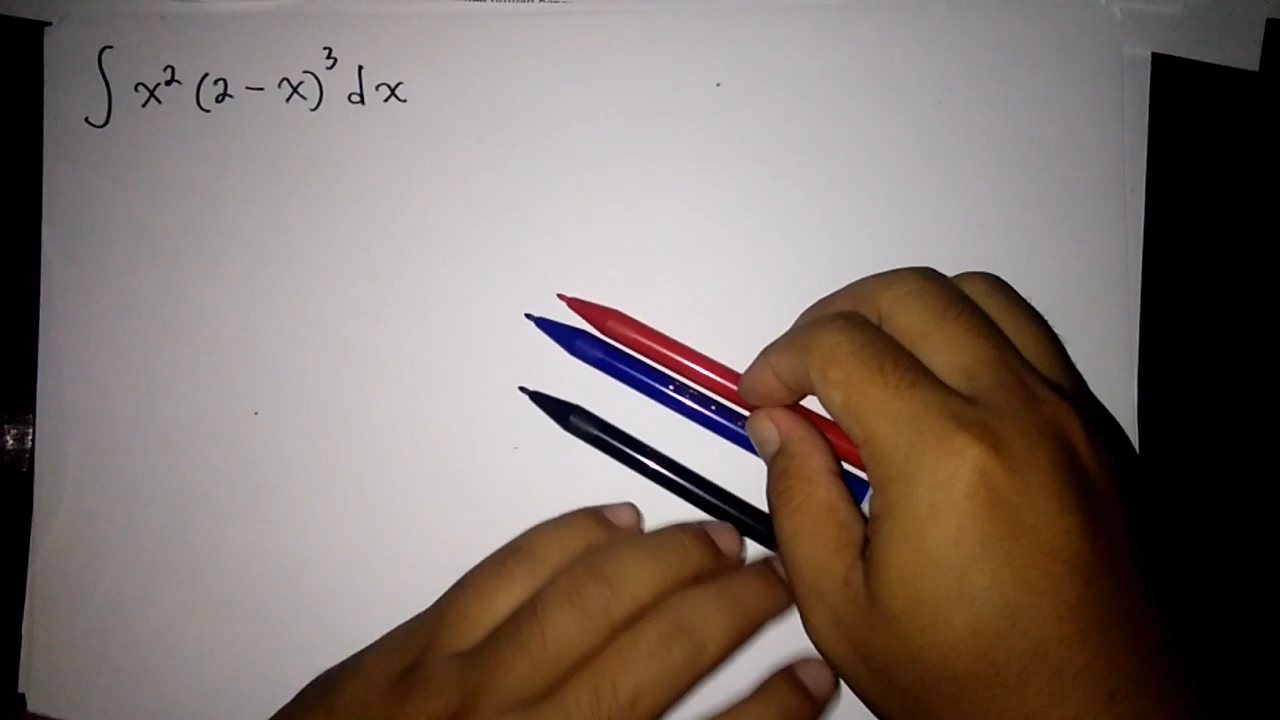 ∫ x² (2 - x)³ dx